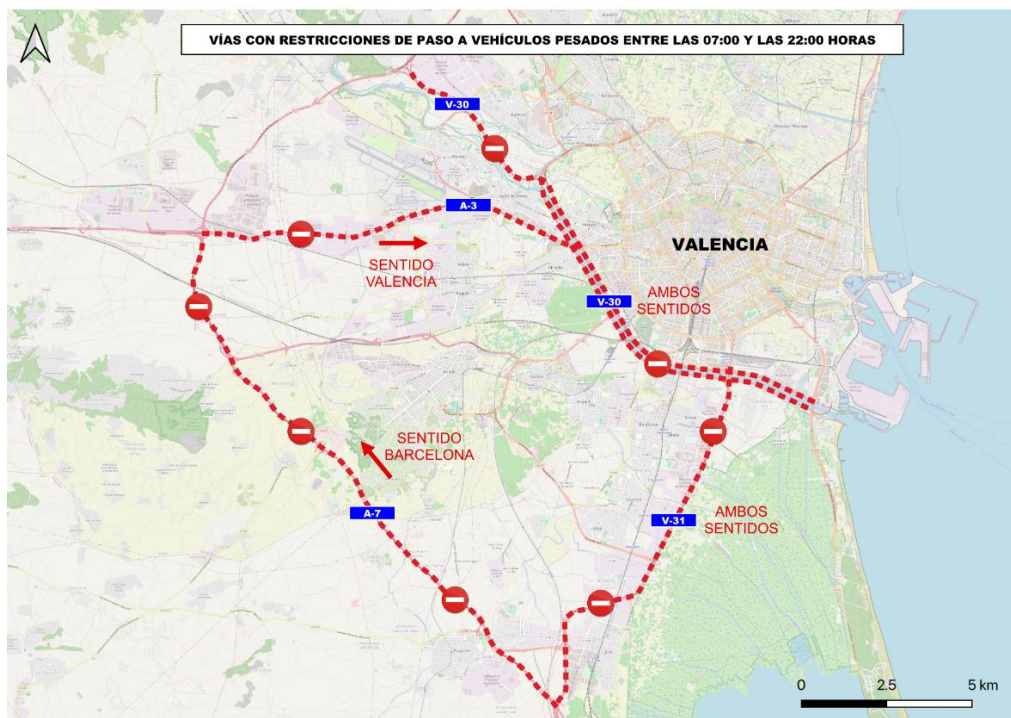 VÍAS CON RESTRICCIONES DE PASO A VEHÍCULOS PESADOS ENTRE LAS 07:00 Y LAS 22:00 HORAS
V-30
A-3
SENTIDO
VALENCIA
VALENCIA
V-30
AMBOS
SENTIDOS
SENTIDO
BARCELONA
A-7
AMBOS
SENTIDOS
V-31
0
2.5
5 km